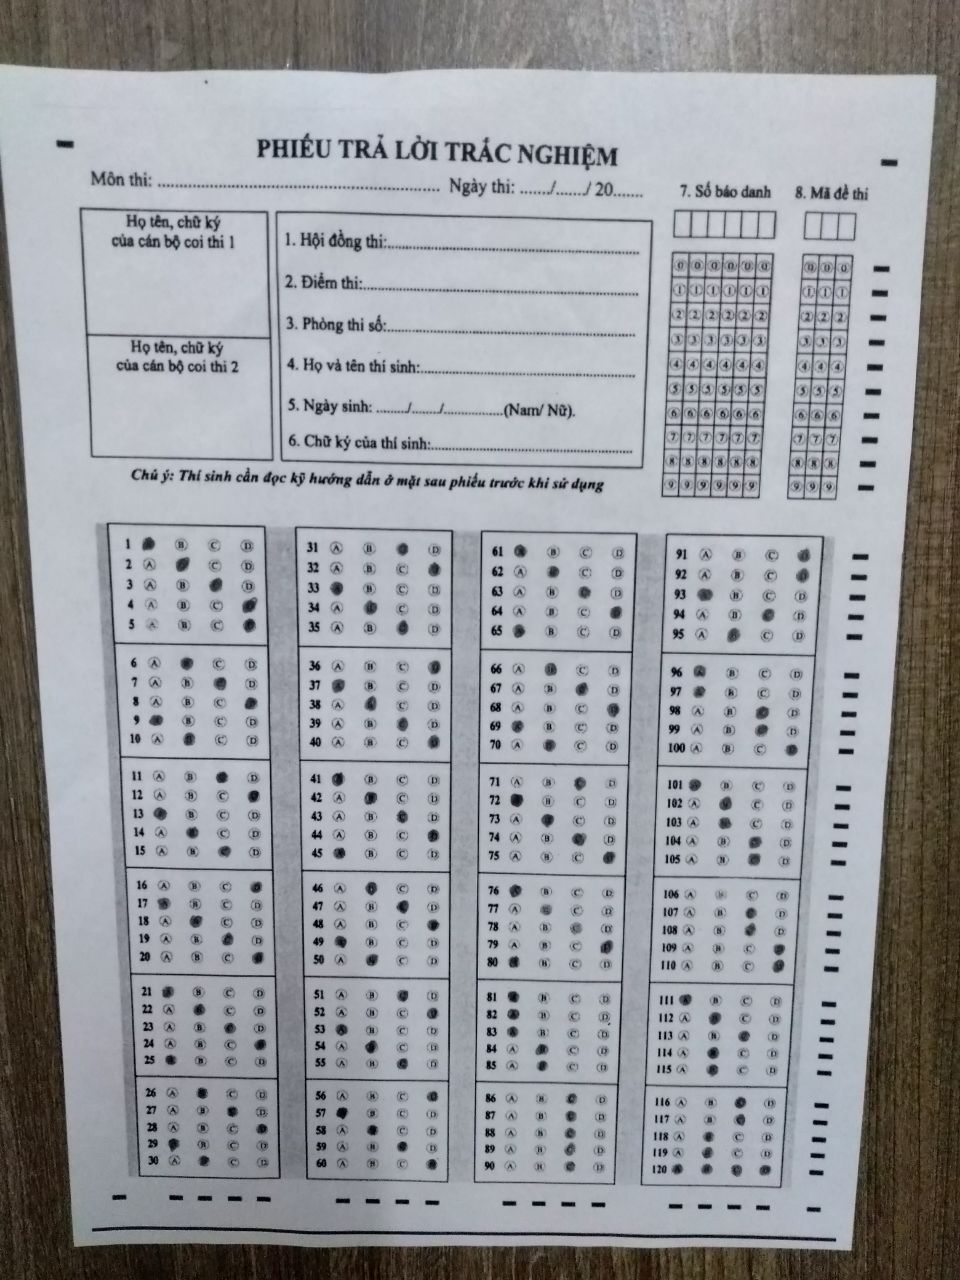 PHIẾU TRẢ LỜI TRẮC NGHIỆM
Môn thi: ............................................................ Ngày thi: ......./......./ 20.......
7. Số báo danh
8. Mã đề thi
Họ tên, chữ ký
của cán bộ coi thi 1
Họ tên, chữ ký
của cán bộ coi thi 2
1. Hội đồng thi:......................................................
2. Điểm thi:............................................................
3. Phòng thi số:......................................................
4. Họ và tên thí sinh:..............................................
5. Ngày sinh: ......../......./...............(Nam/ Nữ).
6. Chữ ký của thí sinh:...........................................
Chú ý: Thí sinh cần đọc kỹ hướng dẫn ở mặt sau phiếu trước khi sử dụng
0 0 0 0 0 0 0 0 0
1 1 1 1 1 1 1 1 1
2 2 2 2 2 2 2 2 2
3 3 3 3 3 3 3 3 3
4 4 4 4 4 4 4 4 4
5 5 5 5 5 5 5 5 5
6 6 6 6 6 6 6 6 6
7 7 7 7 7 7 7 7 7
8 8 8 8 8 8 8 8 8
9 9 9 9 9 9 9 9 9
1 B C D
2 A C D
3 A B D
4 A B C
5 A B C
6 A C D
7 A B D
8 A B C
9 B C D
10 A C D
11 A B D
12 A B C
13 B C D
14 A C D
15 A B D
16 A B C
17 B C D
18 A C D
19 A B D
20 A B C
21 B C D
22 A C D
23 A B D
24 A B C
25 B C D
26 A C D
27 A B D
28 A B C
29 B C D
30 A C D
31 A B D
32 A B C
33 B C D
34 A C D
35 A B D
36 A B C
37 B C D
38 A C D
39 A B D
40 A B C
41 B C D
42 A C D
43 A B D
44 A B C
45 B C D
46 A C D
47 A B D
48 A B C
49 B C D
50 A C D
51 A B D
52 A B C
53 B C D
54 A C D
55 A B D
56 A B C
57 B C D
58 A C D
59 A B D
60 A B C
61 B C D
62 A C D
63 A B D
64 A B C
65 B C D
66 A C D
67 A B D
68 A B C
69 B C D
70 A C D
71 A B D
72 B C D
73 A C D
74 A B D
75 A B C
76 B C D
77 A C D
78 A B D
79 A B C
80 B C D
81 B C D
82 B C D
83 B C D
84 A C D
85 A C D
86 A B D
87 A B D
88 A B D
89 A B D
90 A B D
91 A B C
92 A B C
93 B C D
94 A B D
95 A C D
96 B C D
97 B C D
98 A B D
99 A B D
100 A B C
101 B C D
102 A C D
103 A C D
104 A B D
105 A B D
106 A B C D
107 A B D
108 A B D
109 A B C
110 A B C
111 B C D
112 A C D
113 A B D
114 A C D
115 A C D
116 A B D
117 A B D
118 A C D
119 A C D
120